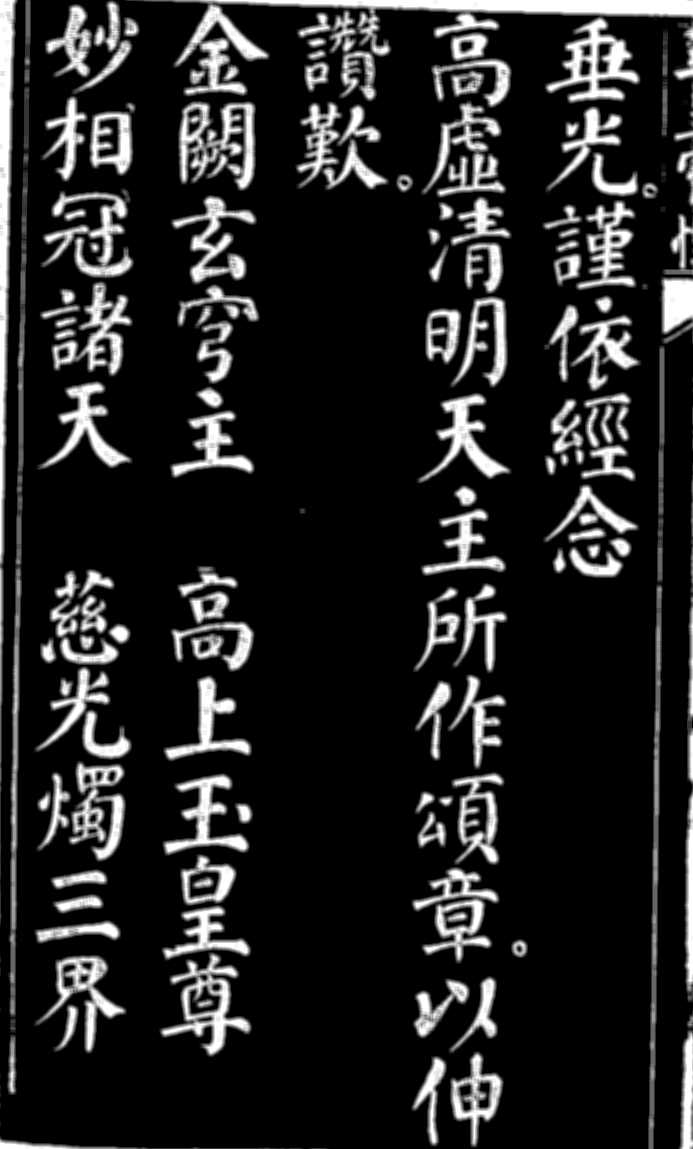 垂光。謹依經念
高虛清明天主所作頌章。以伸
讚歎。
金闕玄穹主　高上玉皇尊
妙相冠諸天　慈光燭三界